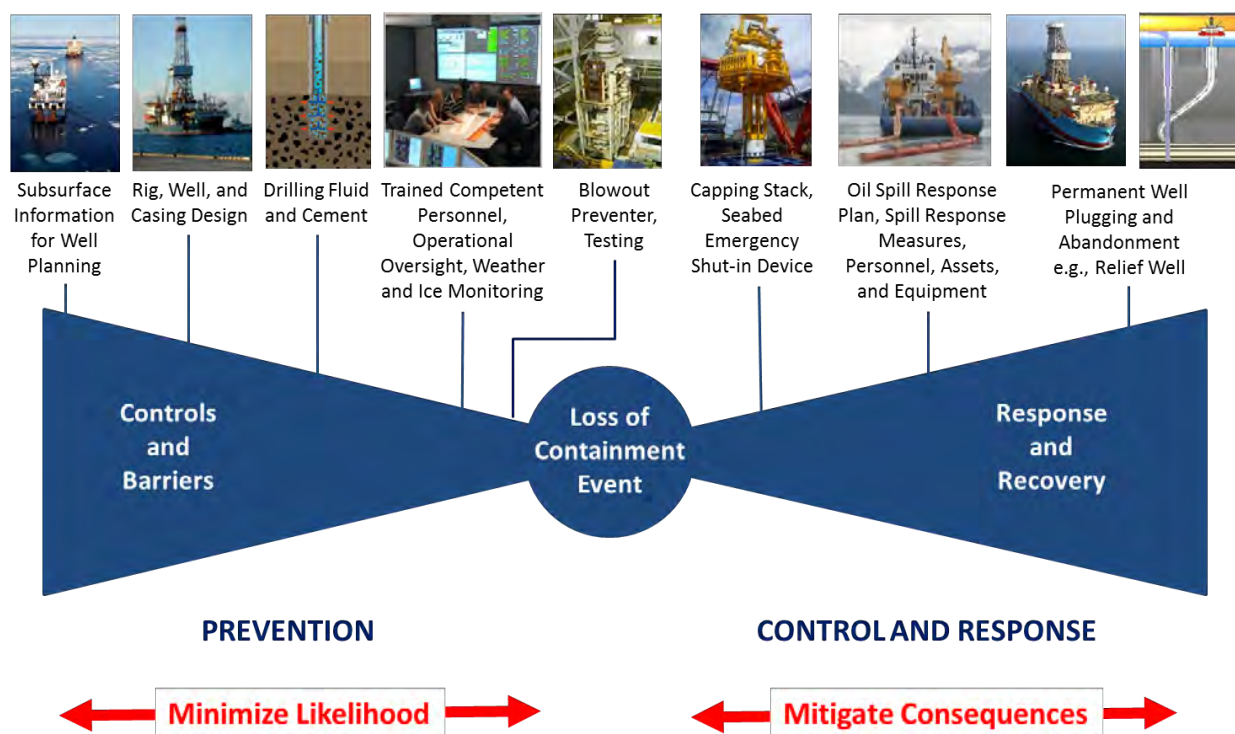 Subsurface
Information
for Well
Planning
Rig, Well, and
Casing Design
Drilling Fluid
and Cement
Trained Competent
Personnel,
Operational
Oversight, Weather
and Ice Monitoring
Blowout
Preventer,
Testing
Capping Stack,
Seabed
Emergency
Shut-in Device
Oil Spill Response
Plan, Spill Response
Measures,
Personnel, Assets,
and Equipment
Permanent Well
Plugging and
Abandonment
e.g., Relief Well
Controls
and
Barriers
Loss of
Containment
Event
Response
and
Recovery
PREVENTION
CONTROL AND RESPONSE
Minimize Likelihood
Mitigate Consequences